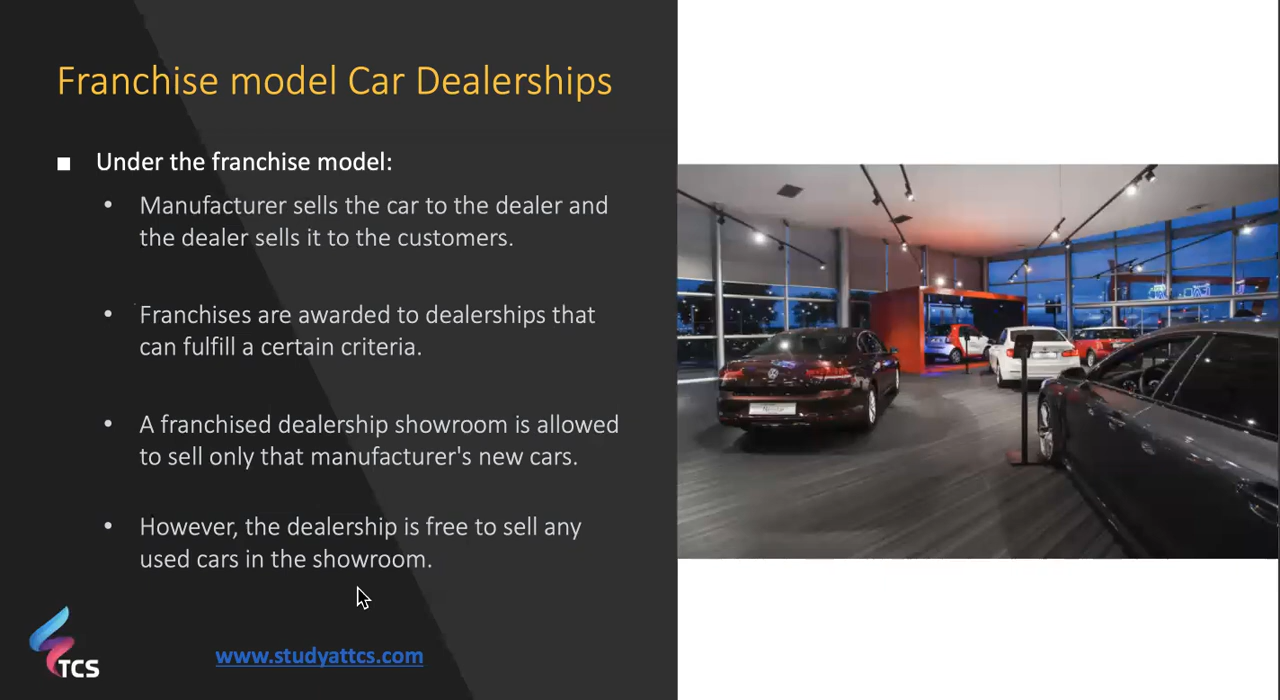 Franchise model Car Dealerships
Under the franchise model:
Manufacturer sells the car to the dealer and
the dealer sells it to the customers.
Franchises are awarded to dealerships that
can fulfill a certain criteria.
A franchised dealership showroom is allowed
to sell only that manufacturer's new cars.
However, the dealership is free to sell any
used cars in the showroom.
TCS
www.studyattcs.com